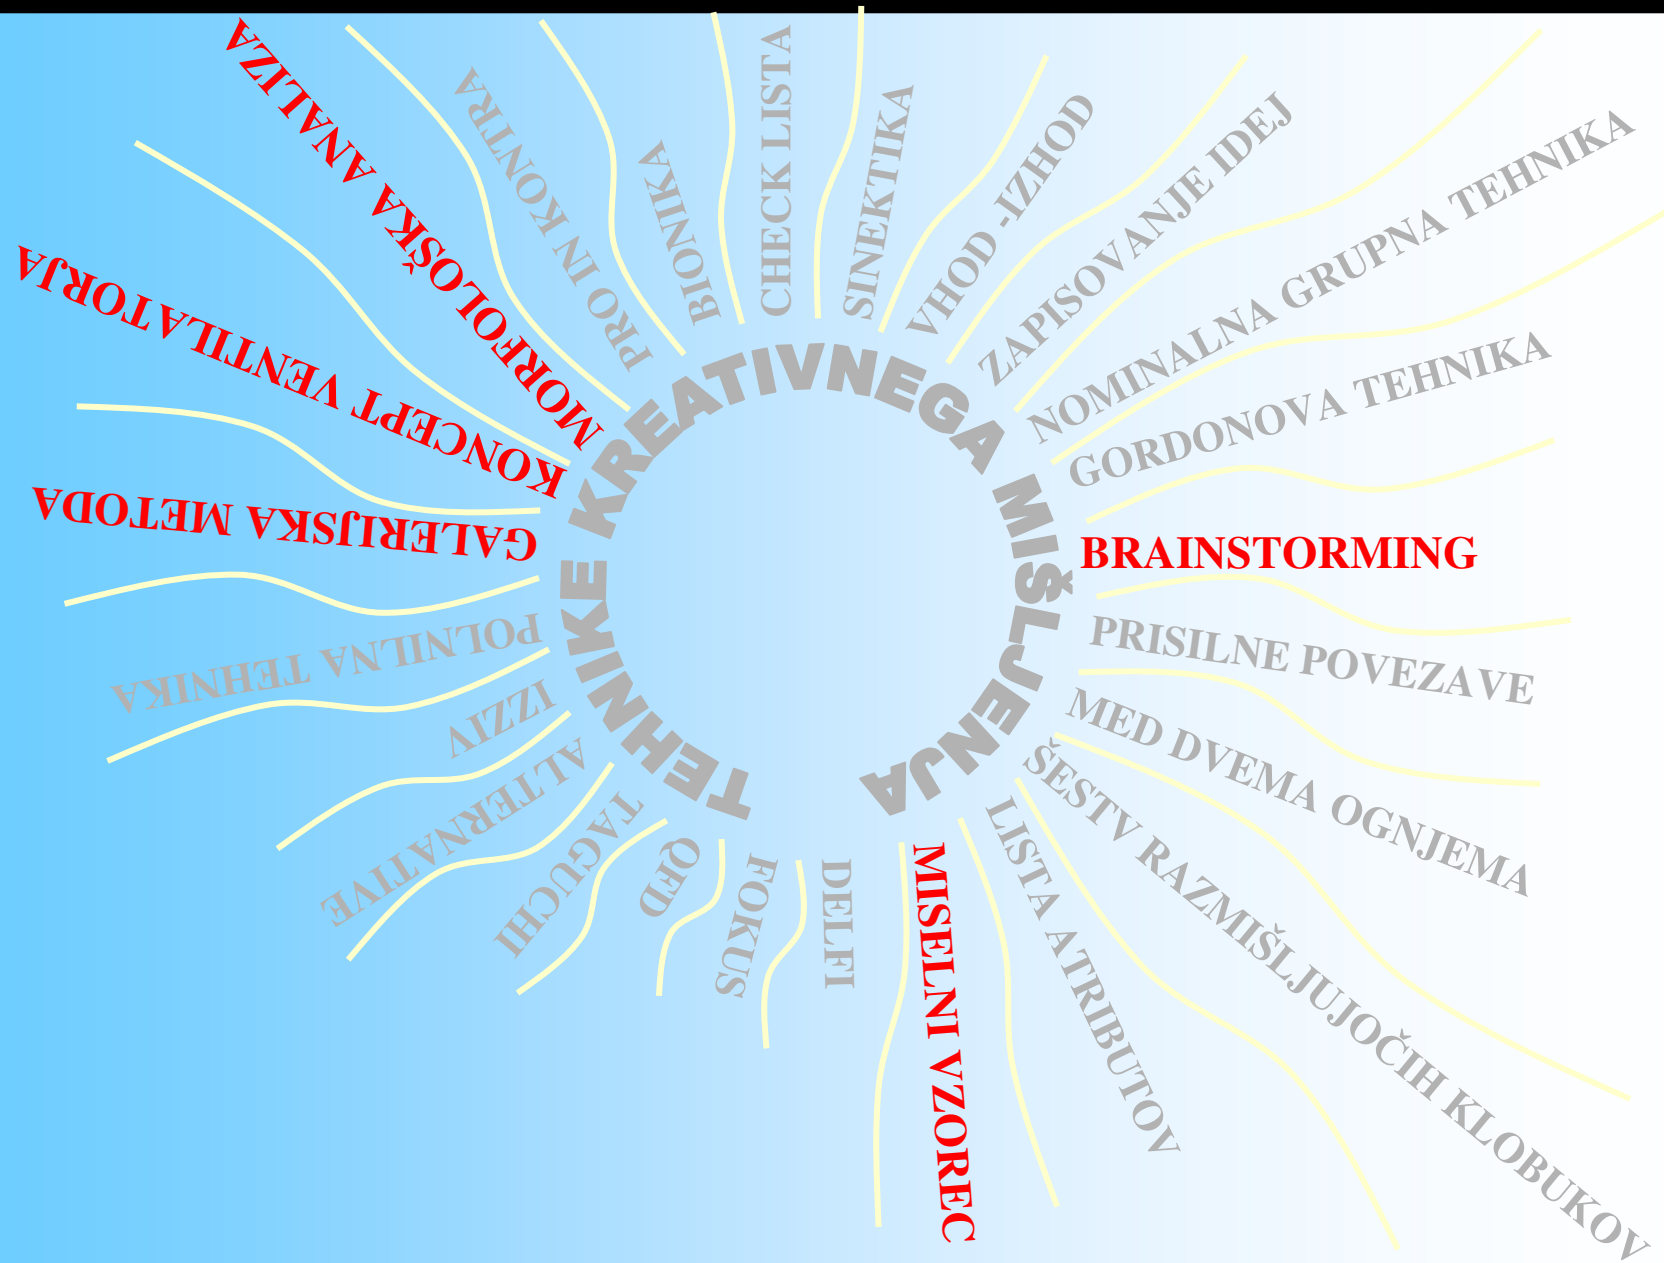 TEHNIKE KREATIVNEGA MIŠLJENJA
CHECK LISTA
SINEKTIKA
VHOD -IZHOD
ZAPISOVANJE IDEJ
NOMINALNA GRUPNA TEHNIKA
GORDONOVA TEHNIKA
BRAINSTORMING
PRISILNE POVEZAVE
MED DVEMA OGNJEMA
ŠESTV RAZMIŠLJUJOČIH KLOBUKOV
LISTA ATRIBUTOV
MISELNI VZOREC
DELFI
FOKUS
QFD
TAGUCHI
ALTERNATIVE
IZZIV
POLNILNA TEHNIKA
GALERIJSKA METODA
KONCEPT VENTILATORJA
MORFOLOŠKA ANALIZA
PRO IN KONTRA
BIONIKA